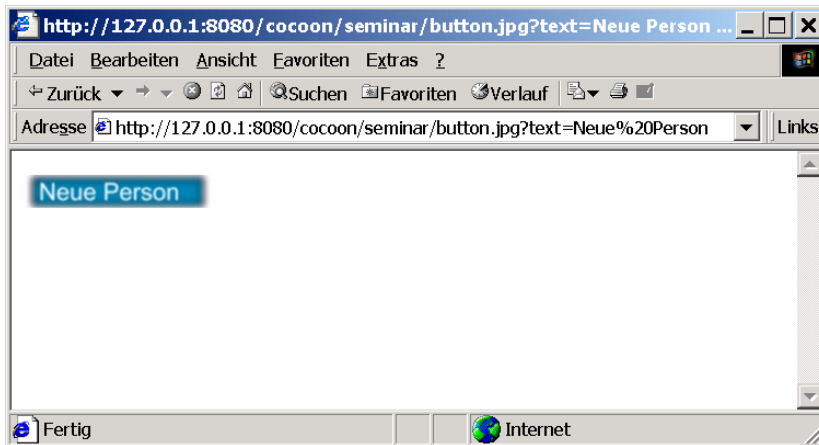 http://127.0.0.1:8080/cocoon/seminar/button.jpg?text=Neue Person ...
Datei Bearbeiten Ansicht Favoriten Extras ?
Zurück Suchen Favoriten Verlauf
Adresse http://127.0.0.1:8080/cocoon/seminar/button.jpg?text=Neue%20Person Links
Neue Person
Fertig Internet